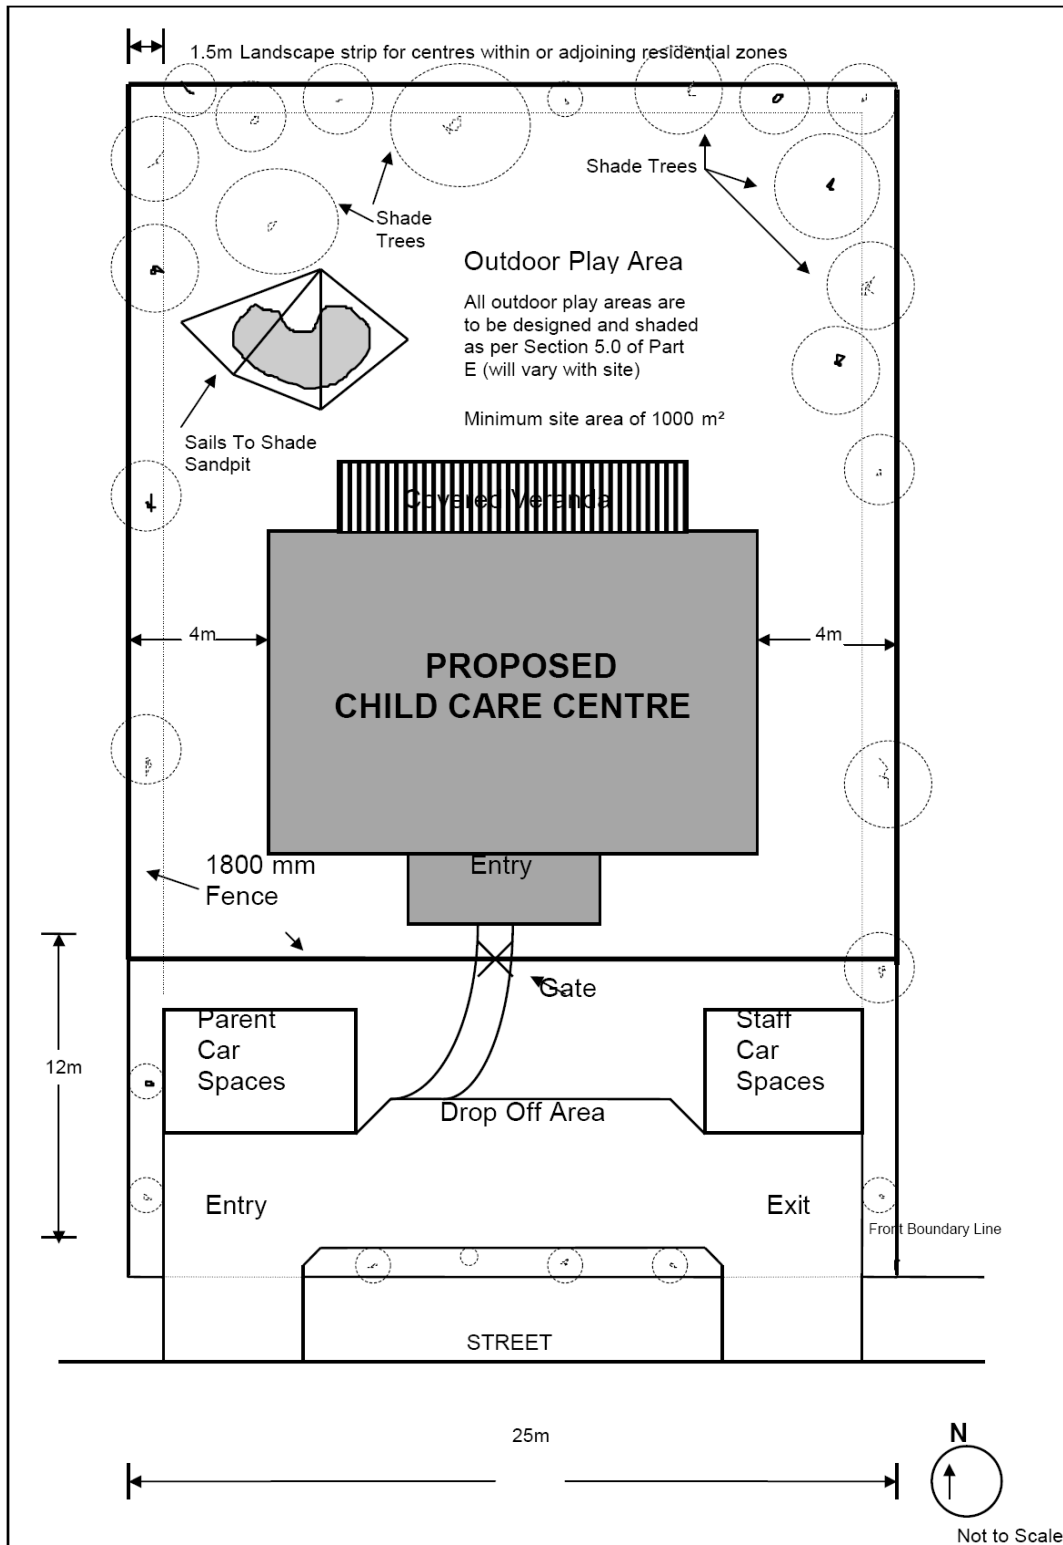 1.5m Landscape strip for centres within or adjoining residential zones
Shade Trees
Shade
Trees
Outdoor Play Area
All outdoor play areas are
to be designed and shaded
as per Section 5.0 of Part
E (will vary with site)
Minimum site area of 1000 m²
Sails To Shade
Sandpit
Covered Veranda
4m
4m
PROPOSED
CHILD CARE CENTRE
1800 mm
Fence
Entry
Gate
Parent
Car
Spaces
Staff
Car
Spaces
12m
Drop Off Area
Entry
Exit
Front Boundary Line
STREET
25m
N
Not to Scale